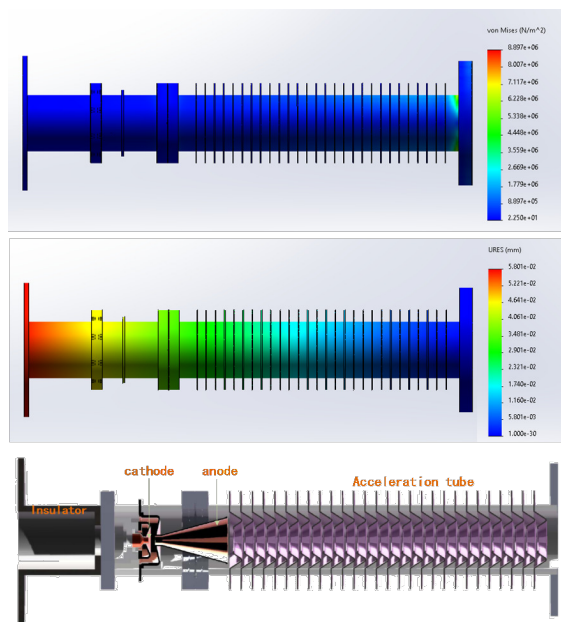 von Mises (N/m^2)
8.897e+06
8.007e+06
7.117e+06
6.228e+06
5.338e+06
4.448e+06
3.559e+06
2.669e+06
1.779e+06
8.897e+05
2.250e+01
URES (mm)
5.801e-02
5.221e-02
4.641e-02
4.061e-02
3.481e-02
2.901e-02
2.320e-02
1.740e-02
1.160e-02
5.801e-03
1.000e-30
cathode
anode
Acceleration tube
Insulator